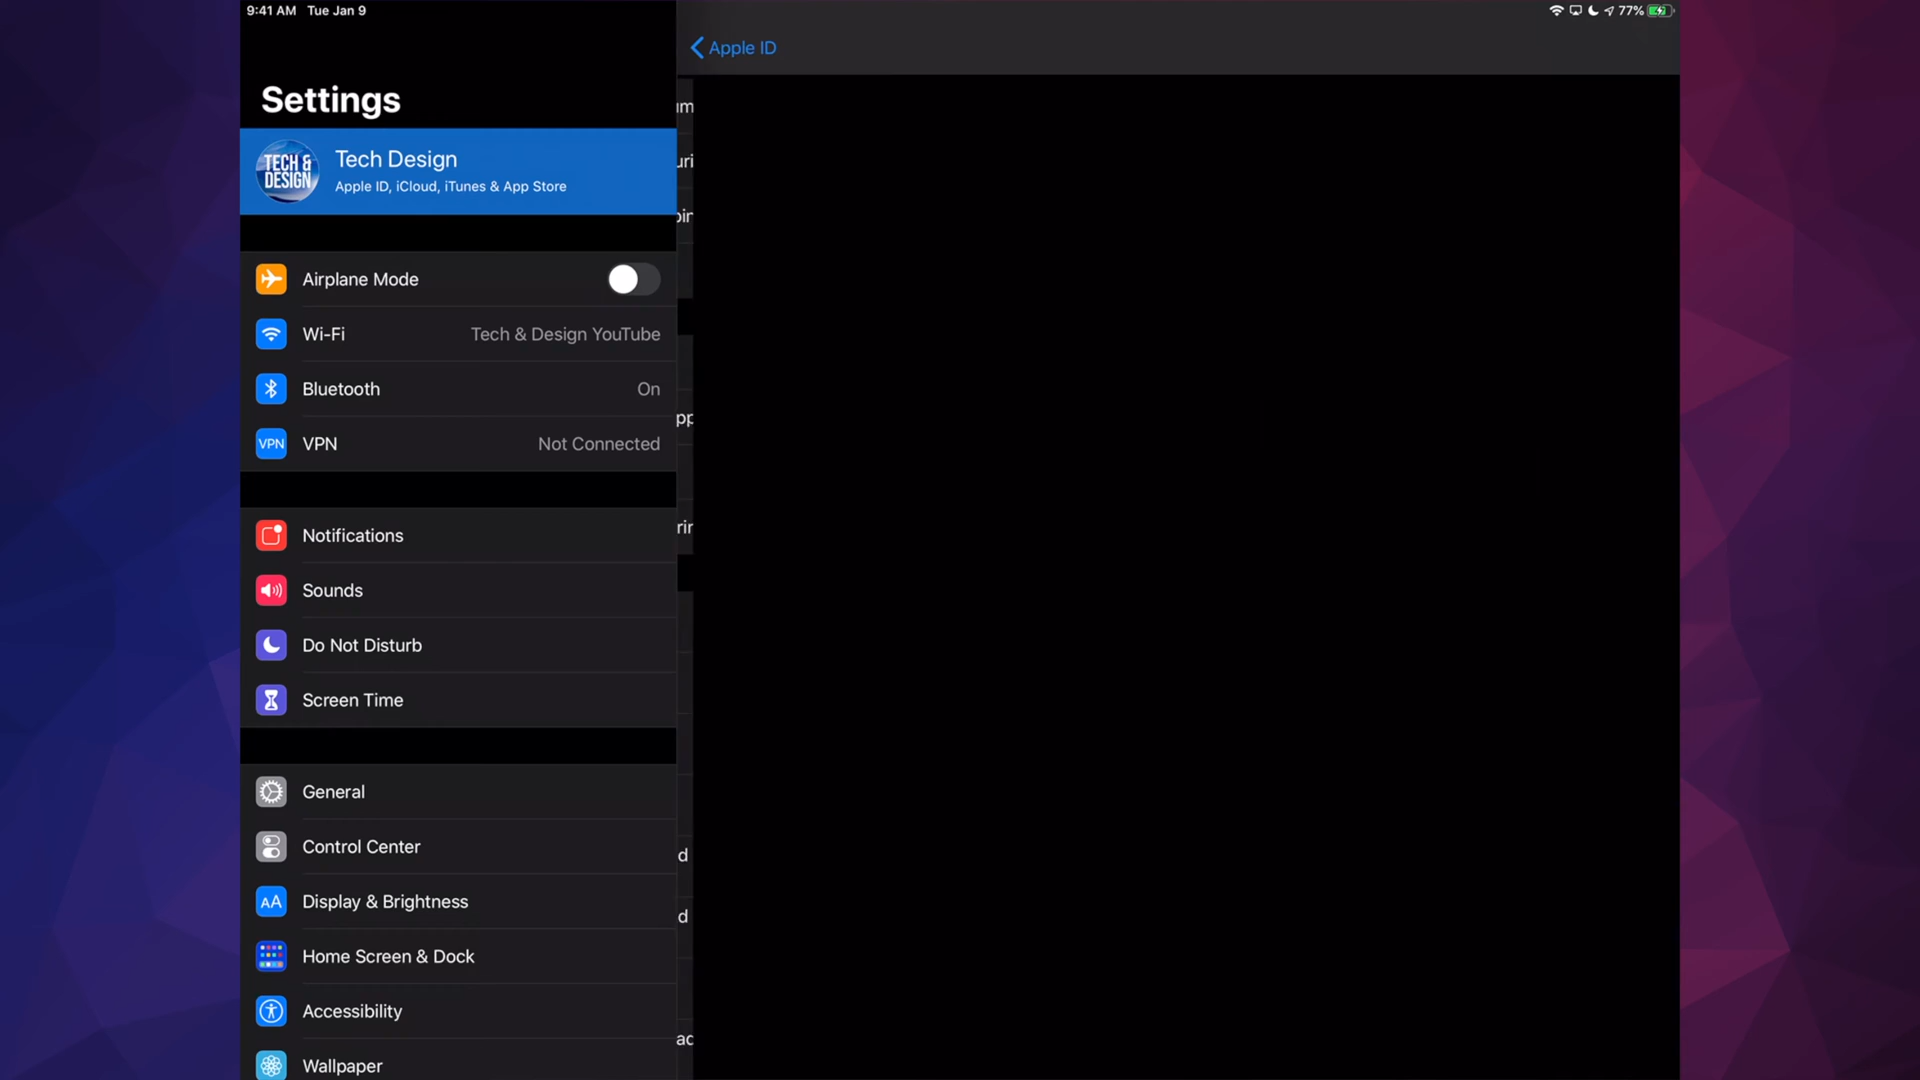 9:41 AM Tue Jan 9
77%
Apple ID
Settings
TECH &
DESIGN
Tech Design
Apple ID, iCloud, iTunes & App Store
Airplane Mode
Wi-Fi Tech & Design YouTube
Bluetooth On
VPN VPN Not Connected
Notifications
Sounds
Do Not Disturb
Screen Time
General
Control Center
AA Display & Brightness
Home Screen & Dock
Accessibility
Wallpaper